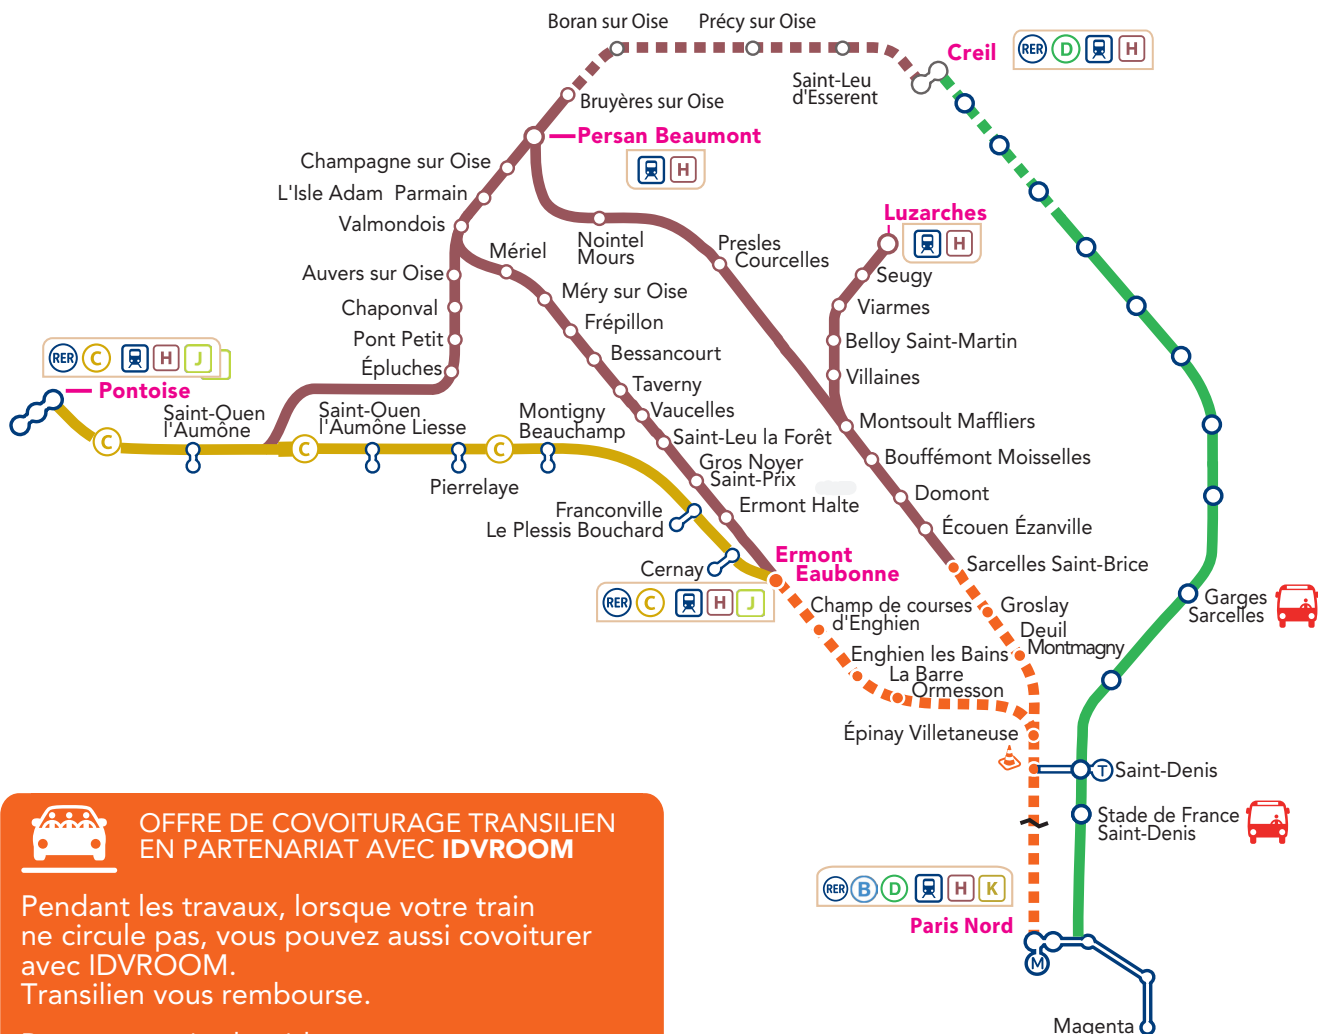 Boran sur Oise
Précy sur Oise
Creil
RER D H
Saint-Leu
d'Esserent
Bruyères sur Oise
Persan Beaumont
H
Champagne sur Oise
L'Isle Adam Parmain
Valmondois
Luzarches
H
Nointel
Mours
Presles
Courcelles
Mériel
Auvers sur Oise
Seugy
Méry sur Oise
Chaponval
Viarmes
Frépillon
Pont Petit
Belloy Saint-Martin
RER C H J
Bessancourt
Épluches
Villaines
Pontoise
Taverny
Saint-Ouen
l'Aumône
Saint-Ouen
l'Aumône Liesse
Montigny
Beauchamp
Vaucelles
Montsoult Maffliers
C
C
C
Saint-Leu la Forêt
Bouffémont Moisselles
Gros Noyer
Saint-Prix
Pierrelaye
Domont
Ermont Halte
Franconville
Le Plessis Bouchard
Écouen Ézanville
Ermont
Eaubonne
Cernay
Sarcelles Saint-Brice
RER C H J
Champ de courses
d'Enghien
Groslay
Garges
Sarcelles
Deuil
Montmagny
Enghien les Bains
La Barre
Ormesson
Épinay Villetaneuse
T Saint-Denis
Stade de France
Saint-Denis
RER B D H K
Paris Nord
M
Magenta
OFFRE DE COVOITURAGE TRANSILIEN
EN PARTENARIAT AVEC IDVROOM
Pendant les travaux, lorsque votre train
ne circule pas, vous pouvez aussi covoiturer
avec IDVROOM.
Transilien vous rembourse.